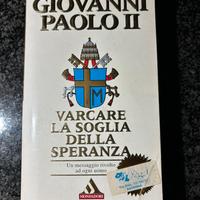 GIOVANNI
PAOLO II
VARCARE
LA SOGLIA
DELLA
SPERANZA
Un messaggio rivolto
ad ogni uomo
MONDADORI